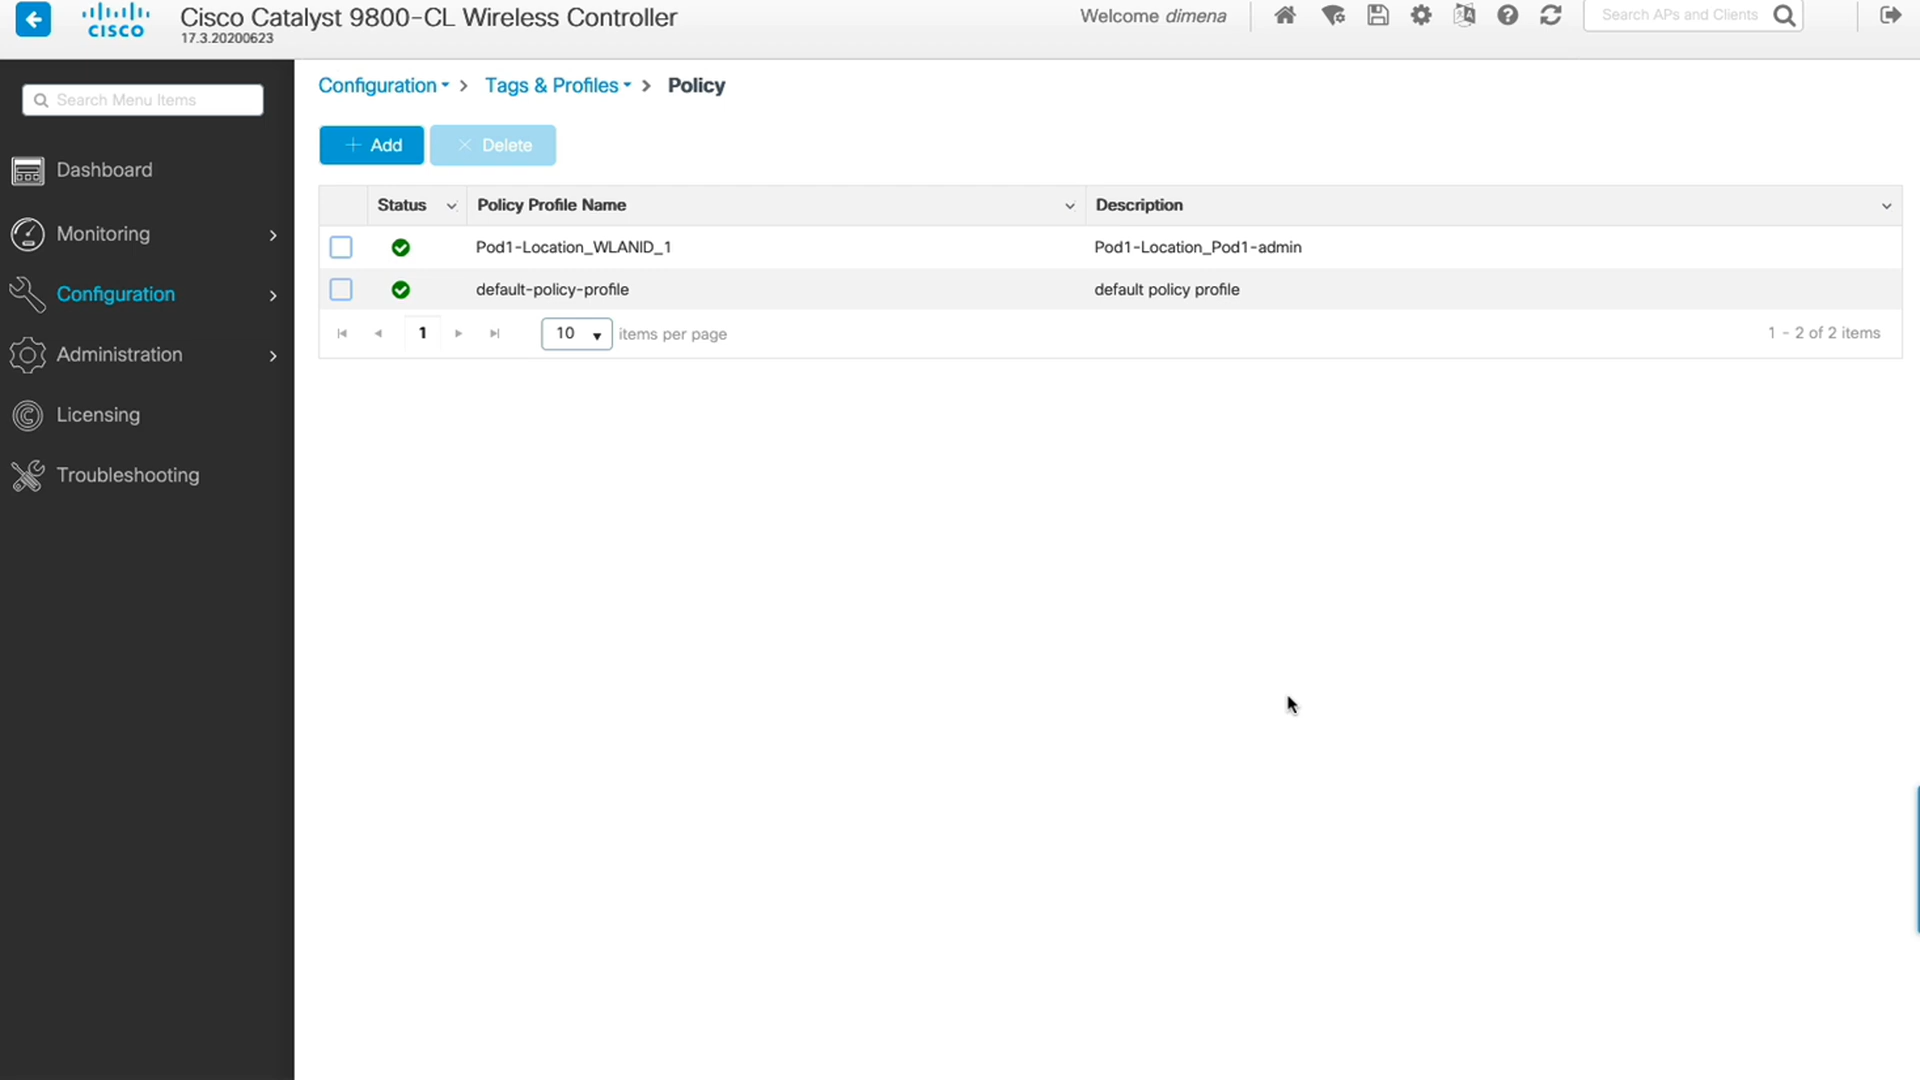 cisco
Cisco Catalyst 9800-CL Wireless Controller
17.3.20200623
Welcome dimena
Search APs and Clients
Search Menu Items
Dashboard
Monitoring
Configuration
Administration
Licensing
Troubleshooting
Configuration > Tags & Profiles > Policy
+ Add
× Delete
Status Policy Profile Name Description
Pod1-Location_WLANID_1 Pod1-Location_Pod1-admin
default-policy-profile default policy profile
1 10 items per page 1 - 2 of 2 items